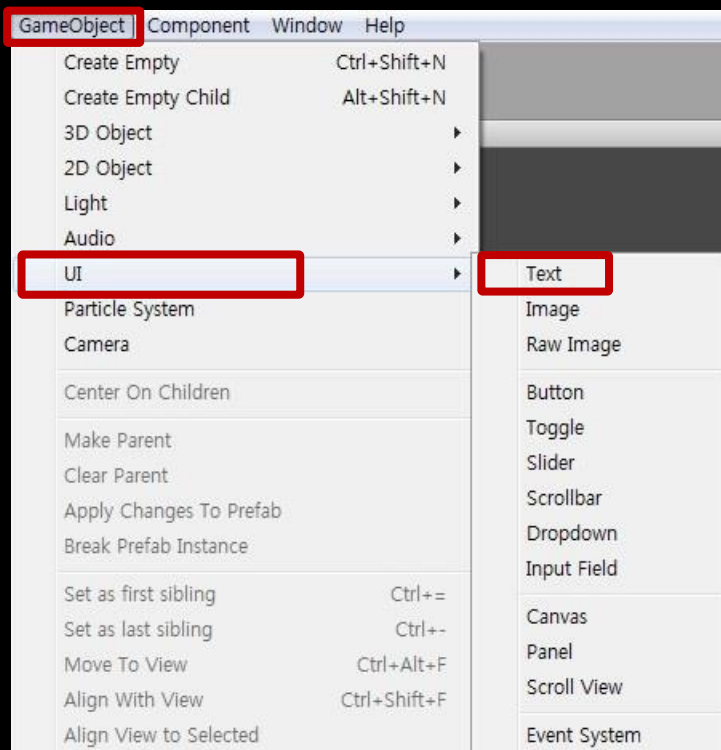 GameObject Component Window Help
Create Empty Ctrl+Shift+N
Create Empty Child Alt+Shift+N
3D Object
2D Object
Light
Audio
UI
Particle System
Camera
Center On Children
Make Parent
Clear Parent
Apply Changes To Prefab
Break Prefab Instance
Set as first sibling Ctrl+=
Set as last sibling Ctrl+-
Move To View Ctrl+Alt+F
Align With View Ctrl+Shift+F
Align View to Selected
Text
Image
Raw Image
Button
Toggle
Slider
Scrollbar
Dropdown
Input Field
Canvas
Panel
Scroll View
Event System